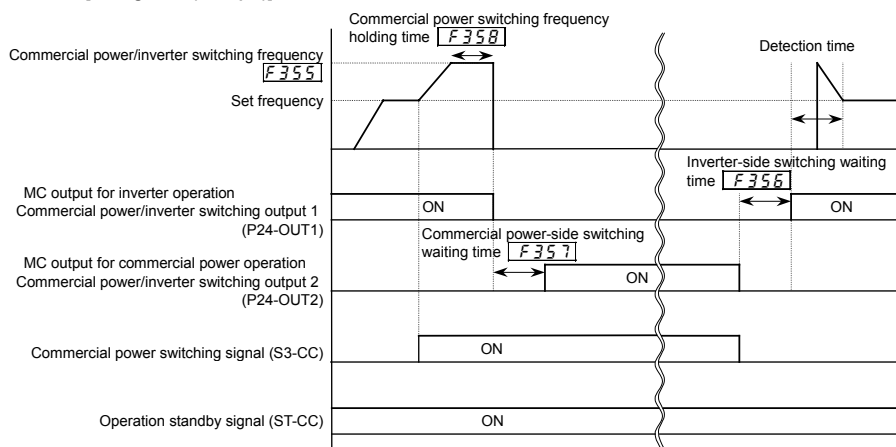 Commercial power switching frequency
holding time F358
Commercial power/inverter switching frequency
F355
Detection time
Set frequency
Inverter-side switching waiting
time F356
MC output for inverter operation
Commercial power/inverter switching output 1
(P24-OUT1)
ON
ON
Commercial power-side switching
waiting time F357
MC output for commercial power operation
Commercial power/inverter switching output 2
(P24-OUT2)
ON
Commercial power switching signal (S3-CC)
ON
Operation standby signal (ST-CC)
ON